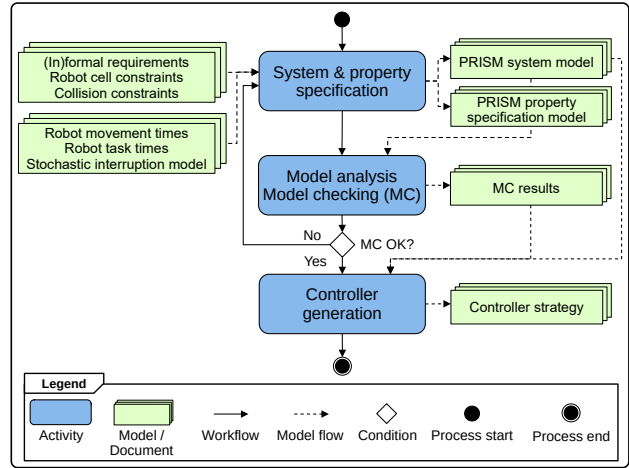 (In)formal requirements
Robot cell constraints
Collision constraints
System & property
specification
PRISM system model
PRISM property
specification model
Robot movement times
Robot task times
Stochastic interruption model
Model analysis
Model checking (MC)
MC results
No
MC OK?
Yes
Controller
generation
Controller strategy
Legend
Activity
Model /
Document
Workflow
Model flow
Condition
Process start
Process end